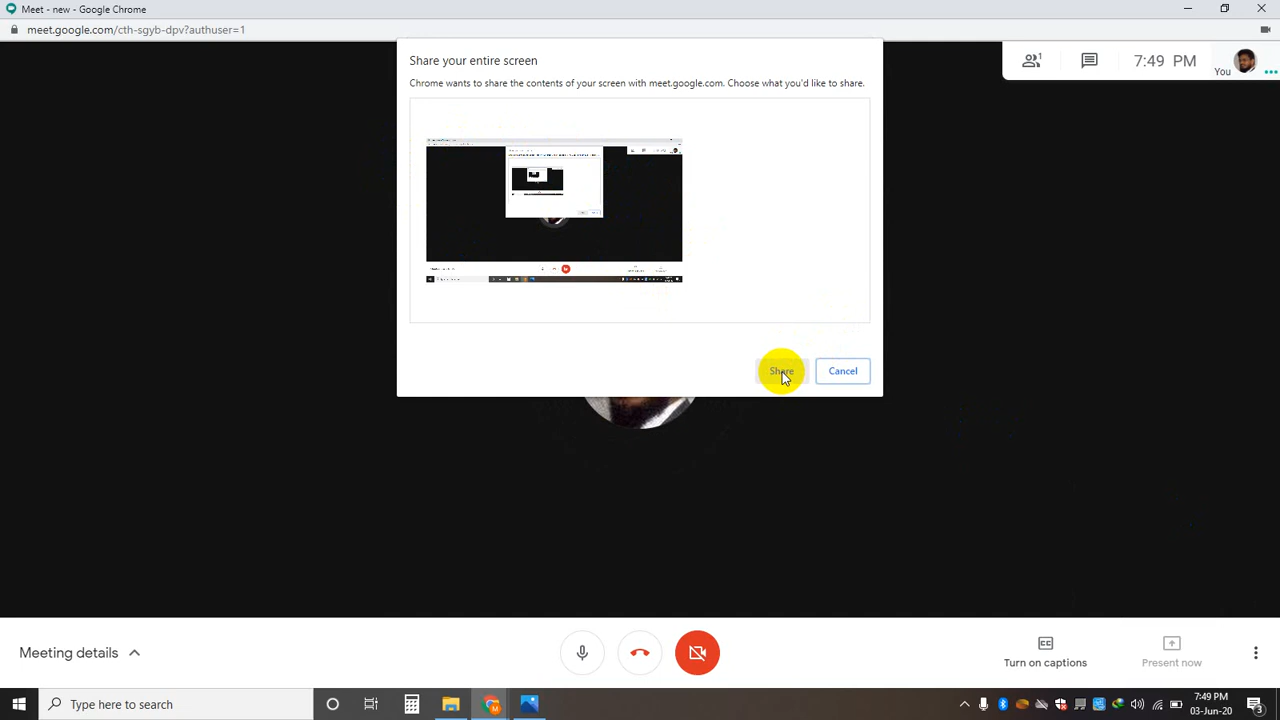 Meet - new - Google Chrome
meet.google.com/cth-sgyb-dpv?authuser=1
Share your entire screen
Chrome wants to share the contents of your screen with meet.google.com. Choose what you'd like to share.
1
7:49 PM
You
Share
Cancel
Meeting details
Turn on captions
Present now
Type here to search
M
7:49 PM
03-Jun-20
3